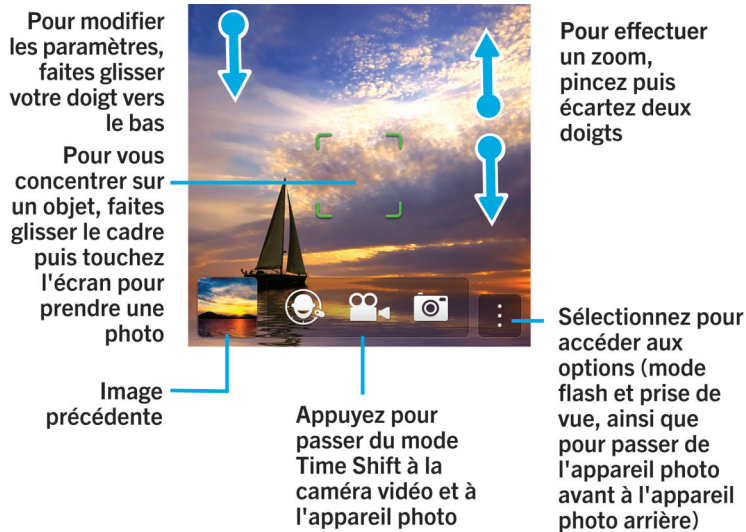 Pour modifier
les paramètres,
faites glisser
votre doigt vers
le bas
Pour vous
concentrer sur
un objet, faites
glisser le cadre
puis touchez
l'écran pour
prendre une
photo
Image
précédente
Appuyez pour
passer du mode
Time Shift à la
caméra vidéo et à
l'appareil photo
Pour effectuer
un zoom,
pincez puis
écartez deux
doigts
Sélectionnez pour
accéder aux
options (mode
flash et prise de
vue, ainsi que
pour passer de
l'appareil photo
avant à l'appareil
photo arrière)